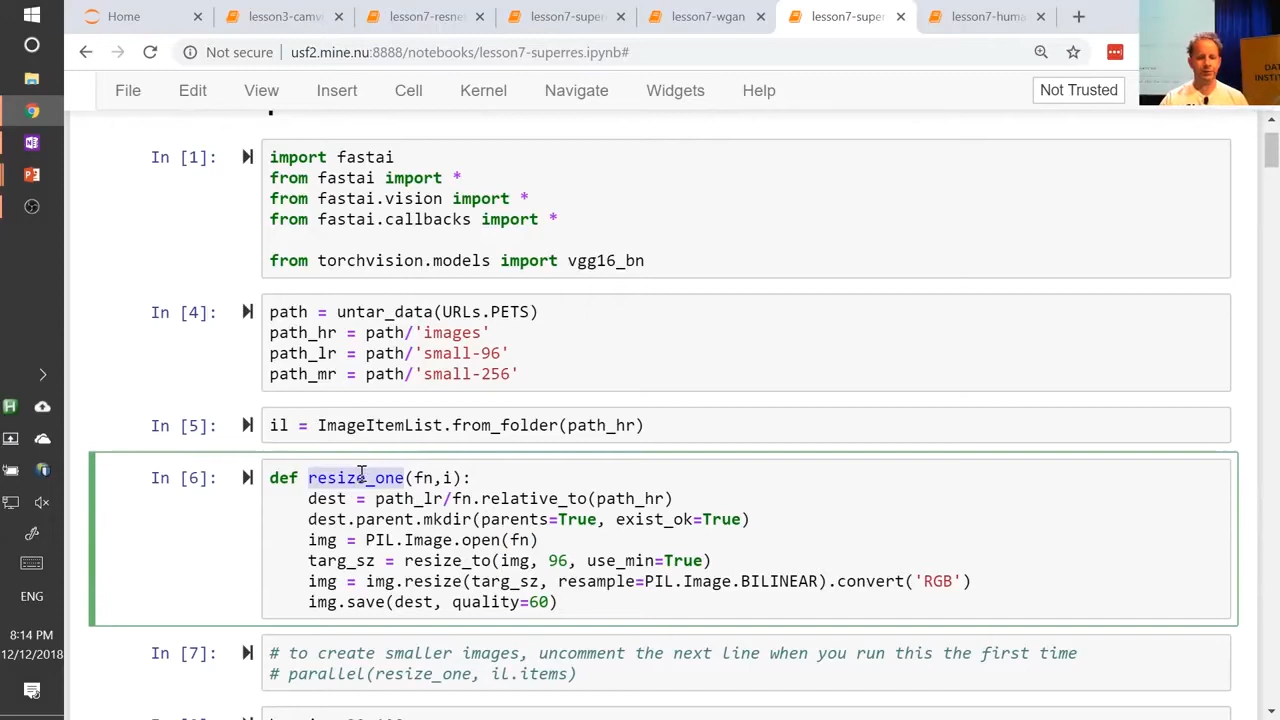 Home
lesson3-camv
lesson7-resne
lesson7-super
lesson7-wgan
lesson7-super
lesson7-huma
Not secure
usf2.mine.nu:8888/notebooks/lesson7-superres.ipynb#
File Edit View Insert Cell Kernel Navigate Widgets Help
Not Trusted
In [1]:
import fastai
from fastai import *
from fastai.vision import *
from fastai.callbacks import *
from torchvision.models import vgg16_bn
In [4]:
path = untar_data(URLs.PETS)
path_hr = path/'images'
path_lr = path/'small-96'
path_mr = path/'small-256'
In [5]:
il = ImageItemList.from_folder(path_hr)
In [6]:
def resize_one(fn,i):
dest = path_lr/fn.relative_to(path_hr)
dest.parent.mkdir(parents=True, exist_ok=True)
img = PIL.Image.open(fn)
targ_sz = resize_to(img, 96, use_min=True)
img = img.resize(targ_sz, resample=PIL.Image.BILINEAR).convert('RGB')
img.save(dest, quality=60)
In [7]:
# to create smaller images, uncomment the next line when you run this the first time
# parallel(resize_one, il.items)
ENG
8:14 PM
12/12/2018
DAT
INSTIT